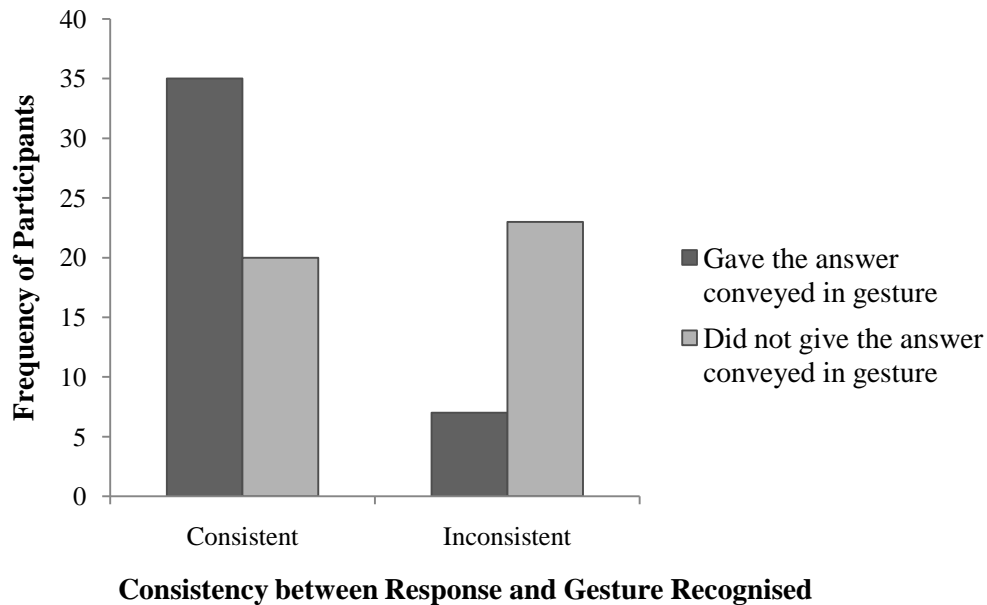 40
35
30
25
20
15
10
5
0
Frequency of Participants
Consistent
Inconsistent
Consistency between Response and Gesture Recognised
Gave the answer
conveyed in gesture
Did not give the answer
conveyed in gesture